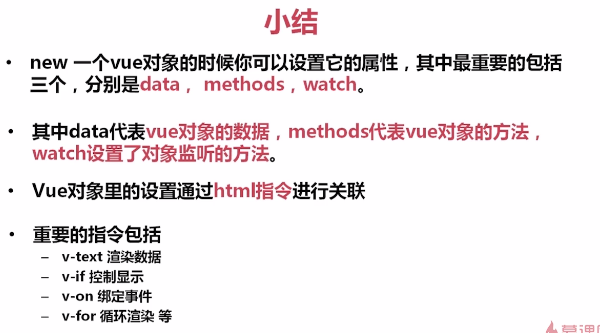 小结
• new 一个vue对象的时候你可以设置它的属性，其中最重要的包括
三个，分别是data， methods，watch。
• 其中data代表vue对象的数据，methods代表vue对象的方法，
watch设置了对象监听的方法。
• Vue对象里的设置通过html指令进行关联
• 重要的指令包括
– v-text 渲染数据
– v-if 控制显示
– v-on 绑定事件
– v-for 循环渲染 等